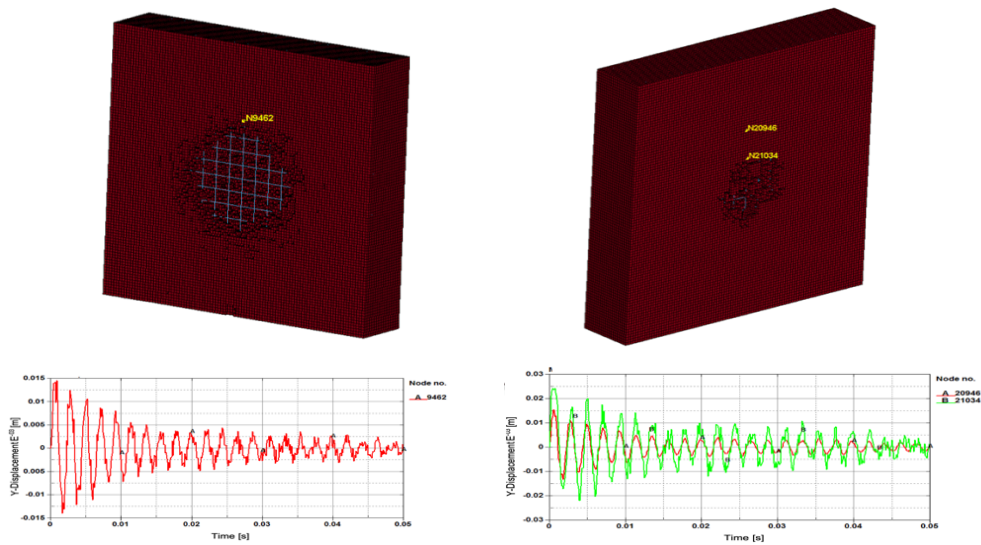 N9462
N20946
N21034
Y-Displacement [m]
0.015
0.01
0.005
0
-0.005
-0.01
-0.015
0
0.01
0.02
0.03
0.04
0.05
Time [s]
Node no.
A 9462
A
A
A
A
A
Y-Displacement [m]
0.03
0.02
0.01
0
-0.01
-0.02
-0.03
0
0.01
0.02
0.03
0.04
0.05
Time [s]
Node no.
A 20946
B 21034
B
B
B
A
A
B
A
B
A
B
A